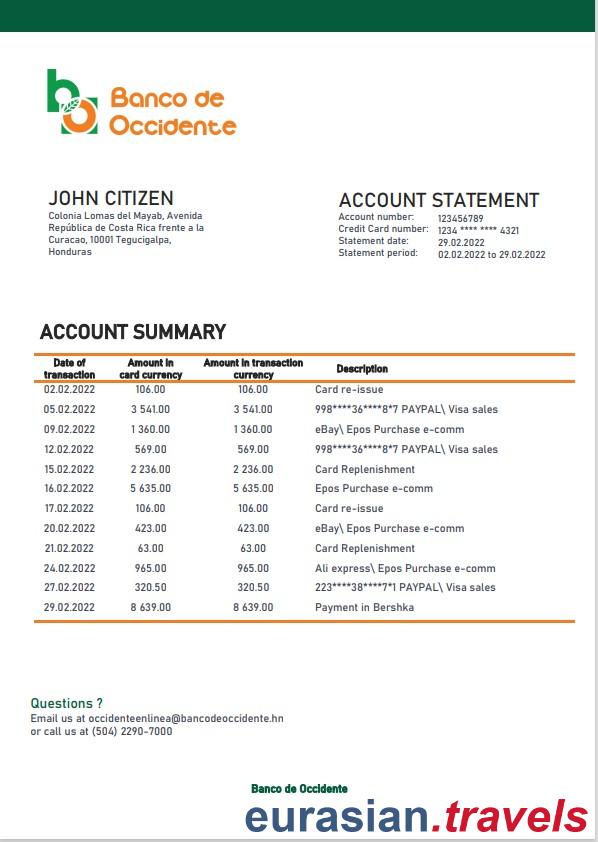 Banco de
Occidente
JOHN CITIZEN
Colonia Lomas del Mayab, Avenida
República de Costa Rica frente a la
Curacao, 10001 Tegucigalpa,
Honduras
ACCOUNT STATEMENT
Account number: 123456789
Credit Card number: 1234 **** **** 4321
Statement date: 29.02.2022
Statement period: 02.02.2022 to 29.02.2022
ACCOUNT SUMMARY
Date of transaction Amount in card currency Amount in transaction currency Description
02.02.2022 106.00 106.00 Card re-issue
05.02.2022 3 541.00 3 541.00 998****36****8*7 PAYPAL\ Visa sales
09.02.2022 1 360.00 1 360.00 eBay\ Epos Purchase e-comm
12.02.2022 569.00 569.00 998****36****8*7 PAYPAL\ Visa sales
15.02.2022 2 236.00 2 236.00 Card Replenishment
16.02.2022 5 635.00 5 635.00 Epos Purchase e-comm
17.02.2022 106.00 106.00 Card re-issue
20.02.2022 423.00 423.00 eBay\ Epos Purchase e-comm
21.02.2022 63.00 63.00 Card Replenishment
24.02.2022 965.00 965.00 Ali express\ Epos Purchase e-comm
27.02.2022 320.50 320.50 223****38****7*1 PAYPAL\ Visa sales
29.02.2022 8 639.00 8 639.00 Payment in Bershka
Questions ?
Email us at occidenteenlinea@bancodeoccidente.hn
or call us at (504) 2290-7000
Banco de Occidente
eurasian.travels